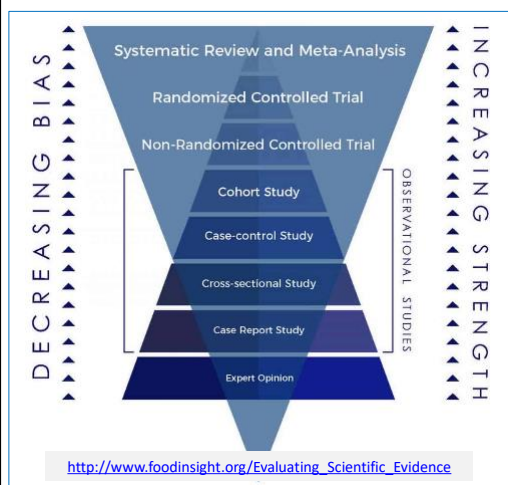 Systematic Review and Meta-Analysis
Randomized Controlled Trial
Non-Randomized Controlled Trial
Cohort Study
Case-control Study
Cross-sectional Study
Case Report Study
Expert Opinion
DECREASING BIAS
OBSERVATIONAL STUDIES
INCREASING STRENGTH
http://www.foodinsight.org/Evaluating_Scientific_Evidence